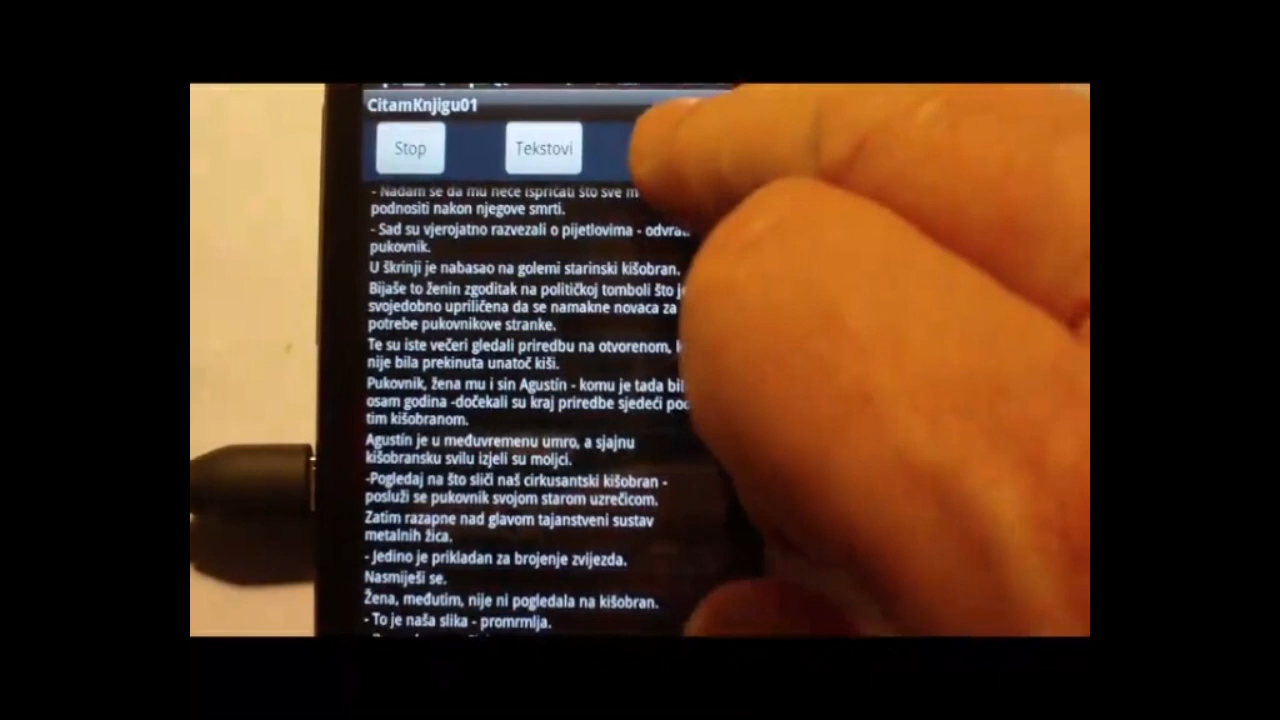 CitamKnjigu01
Stop Tekstovi
- Nadam se da mu neće ispričati što sve
podnositi nakon njegove smrti.
- Sad su vjerojatno razvezali o pijetlovima -
pukovnik.
U škrinji je nabasao na golemi starinski kišobran.
Bijaše to ženin zgoditak na političkoj tomboli što
svojedobno upriličena da se namakne novaca za
potrebe pukovnikove stranke.
Te su iste večeri gledali priredbu na otvorenom,
nije bila prekinuta unatoč kiši.
Pukovnik, žena mu i sin Agustín - komu je tada
osam godina -dočekali su kraj priredbe sjedeći
tim kišobranom.
Agustín je u međuvremenu umro, a sjajnu
kišobransku svilu izjeli su moljci.
-Pogledaj na što sliči naš cirkusantski kišobran -
posluži se pukovnik svojom starom uzrečicom.
Zatim razapne nad glavom tajanstveni sustav
metalnih žica.
- Jedino je prikladan za brojenje zvijezda.
Nasmiješi se.
Žena, međutim, nije ni pogledala na kišobran.
- To je naša slika - promrmlja.